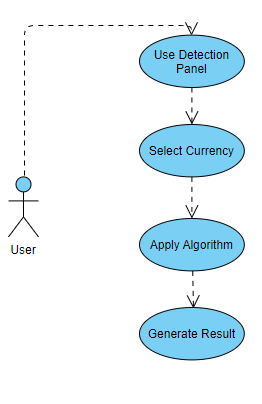 Use Detection
Panel
Select Currency
User
Apply Algorithm
Generate Result